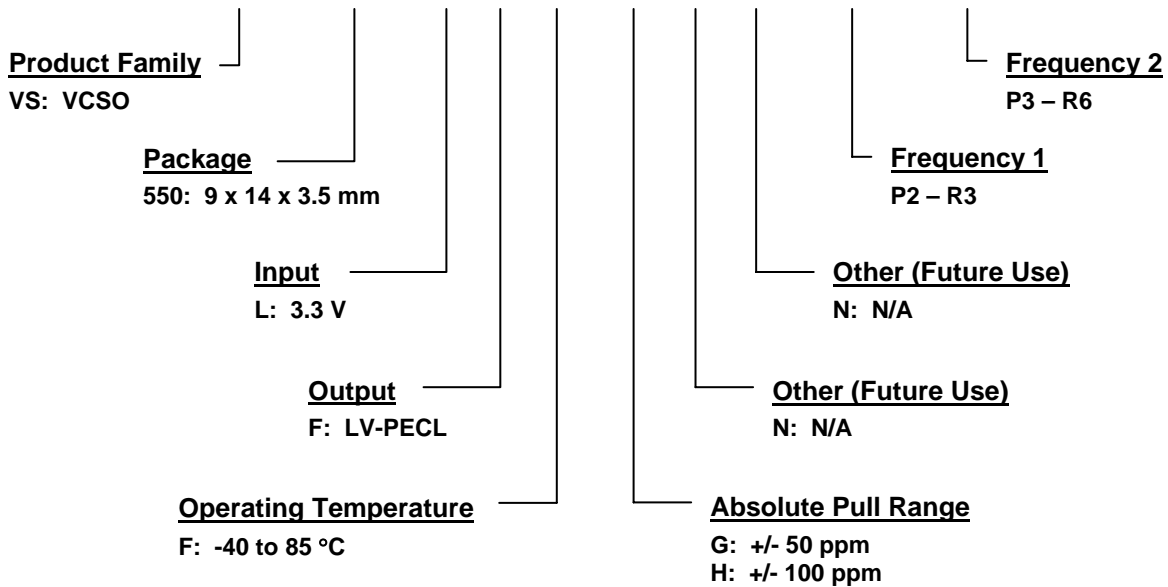 Product Family
VS: VCSO
Frequency 2
P3 – R6
Package
550: 9 x 14 x 3.5 mm
Frequency 1
P2 – R3
Input
L: 3.3 V
Other (Future Use)
N: N/A
Output
F: LV-PECL
Other (Future Use)
N: N/A
Operating Temperature
F: -40 to 85 °C
Absolute Pull Range
G: +/- 50 ppm
H: +/- 100 ppm